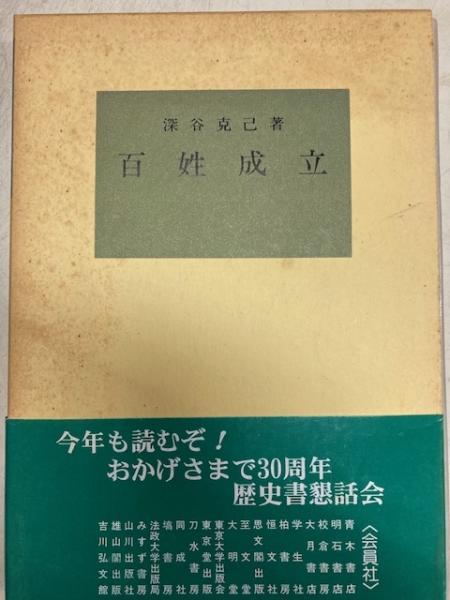 深谷克己著
百姓成立
今年も読むぞ!
おかげさまで30周年
歴史書懇話会
〈会員社〉
青木書店
明石書店
校倉書房
大月書店
学生社
柏書房
恒文社
思文閣出版
至文堂
大明堂
東京大学出版会
東京堂出版
刀水書房
同成社
塙書房
法政大学出版局
みすず書房
山川出版社
雄山閣出版
吉川弘文館